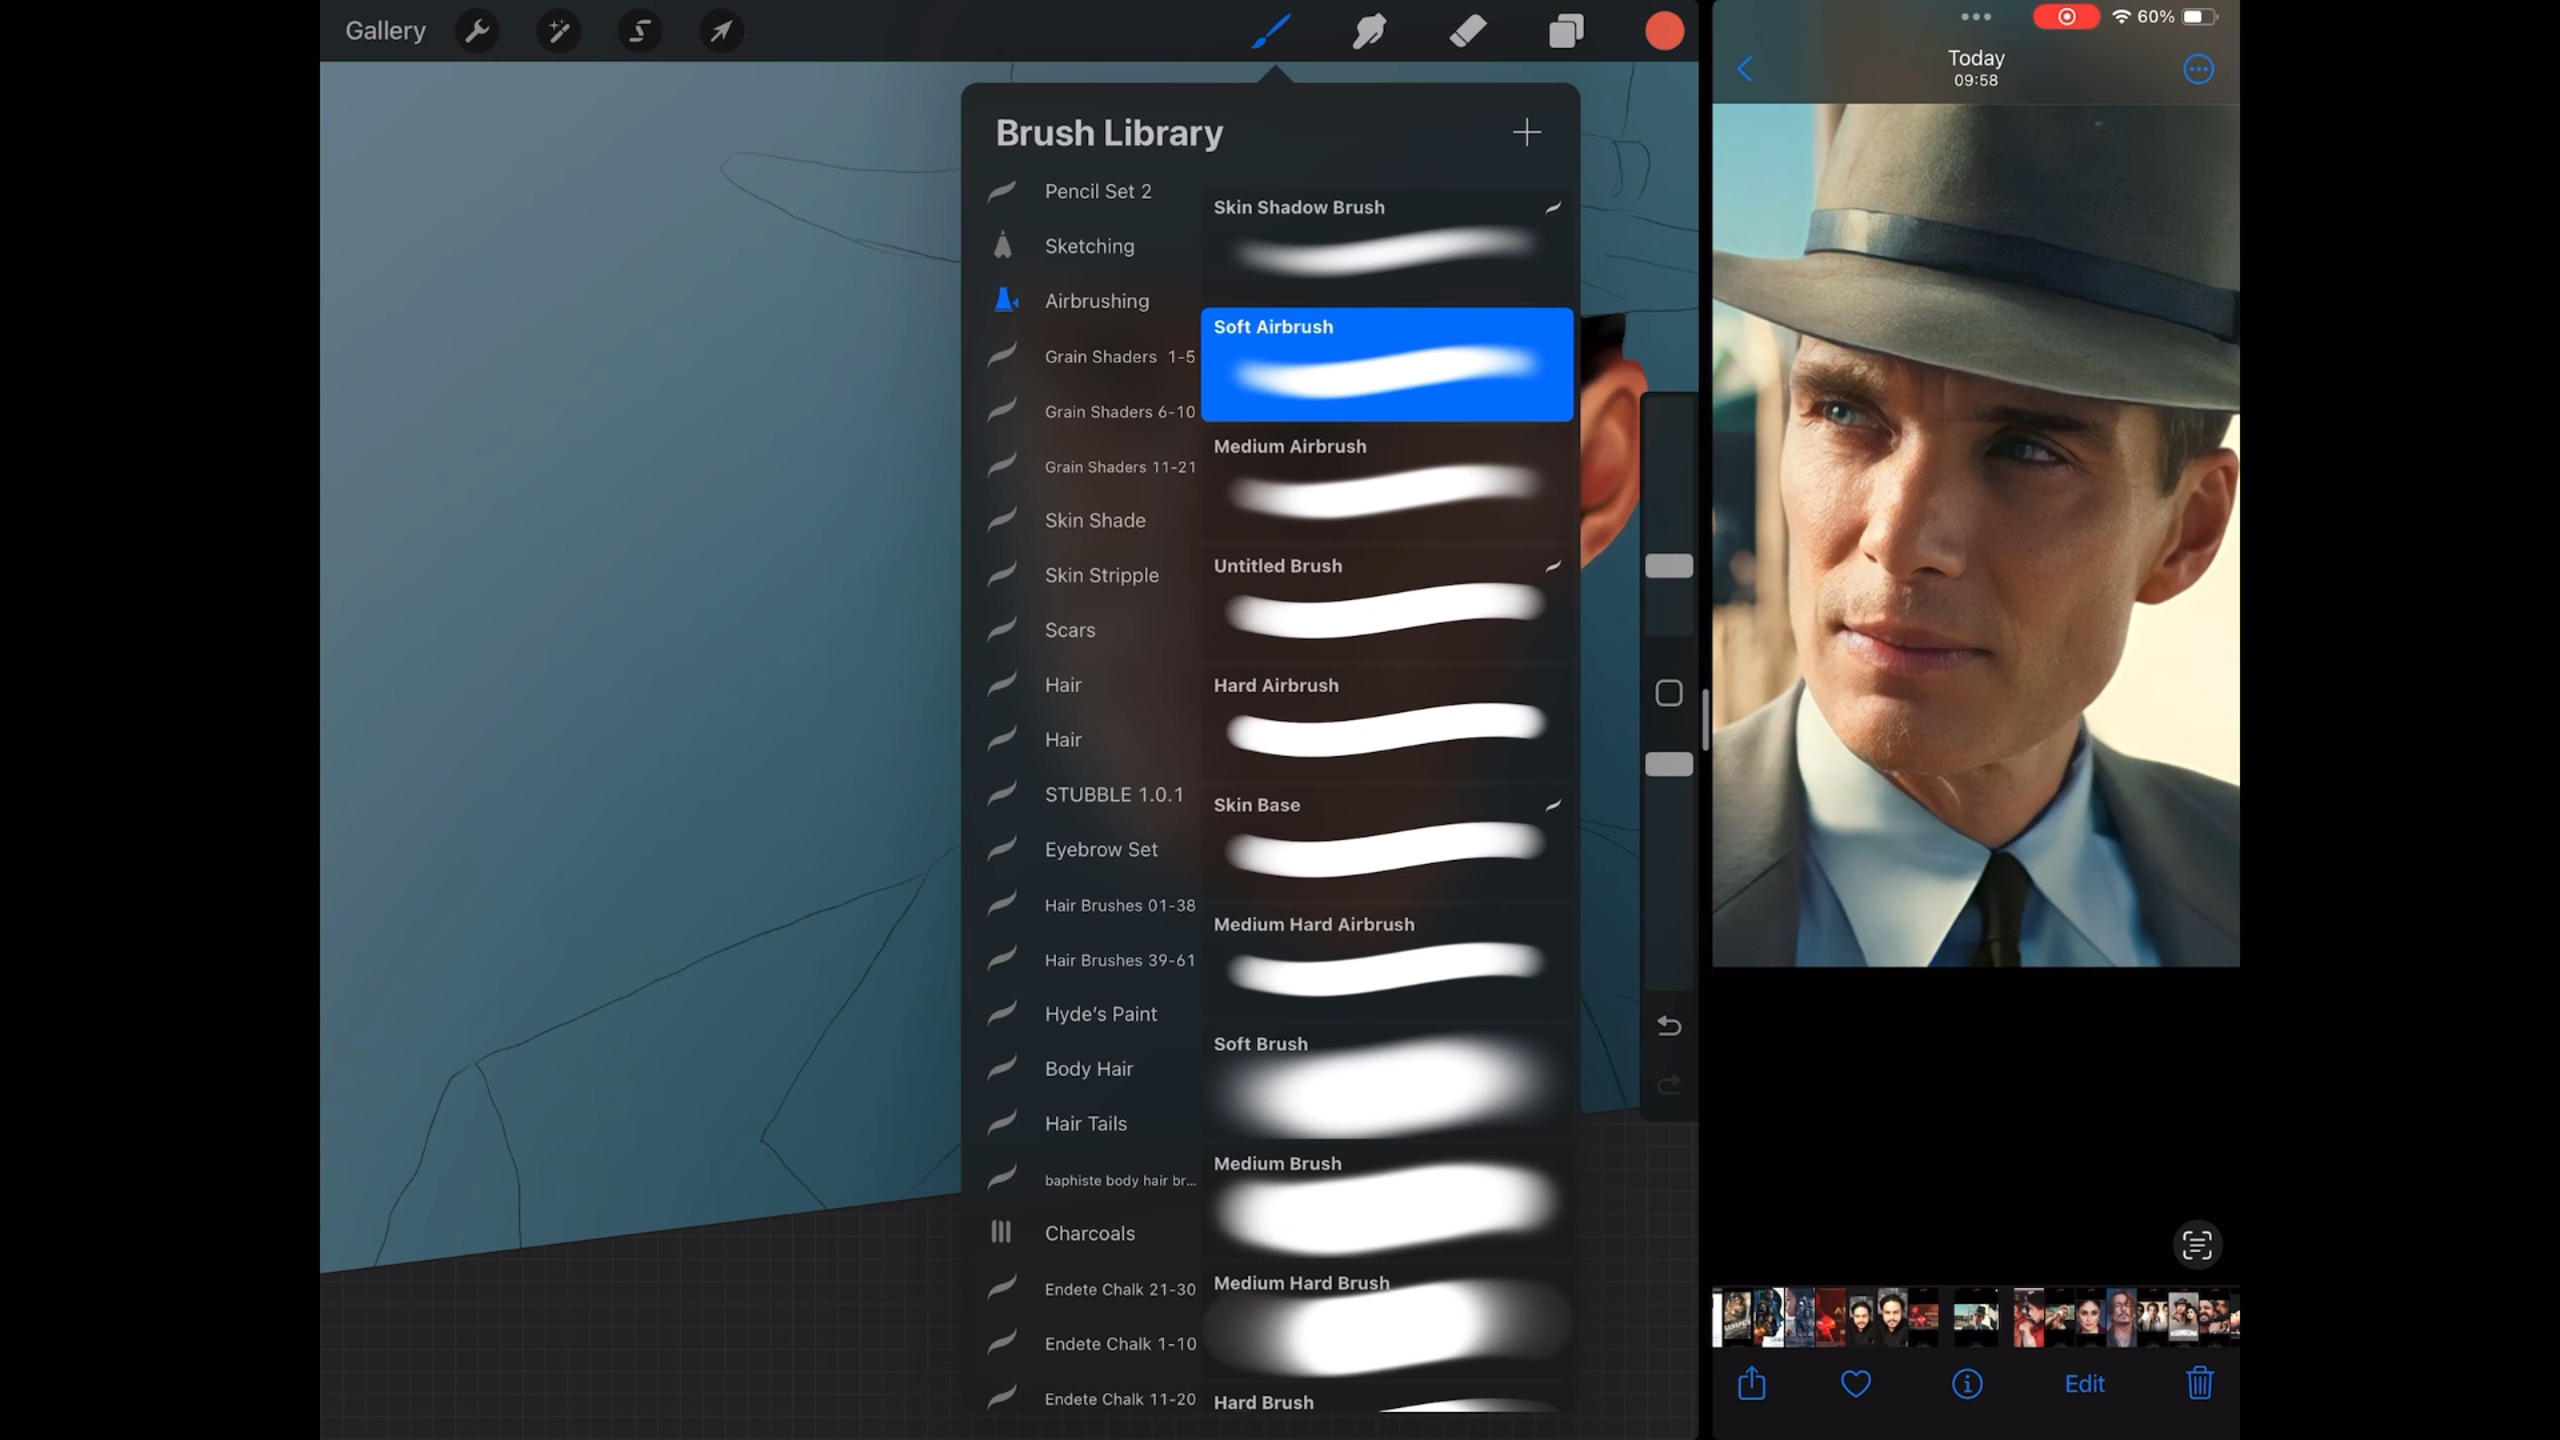 Gallery
Brush Library
Pencil Set 2
Sketching
Airbrushing
Grain Shaders 1-5
Grain Shaders 6-10
Grain Shaders 11-21
Skin Shade
Skin Stripple
Scars
Hair
Hair
STUBBLE 1.0.1
Eyebrow Set
Hair Brushes 01-38
Hair Brushes 39-61
Hyde's Paint
Body Hair
Hair Tails
baphiste body hair br...
Charcoals
Endete Chalk 21-30
Endete Chalk 1-10
Endete Chalk 11-20
Skin Shadow Brush
Soft Airbrush
Medium Airbrush
Untitled Brush
Hard Airbrush
Skin Base
Medium Hard Airbrush
Soft Brush
Medium Brush
Medium Hard Brush
Hard Brush
60%
Today
09:58
Edit